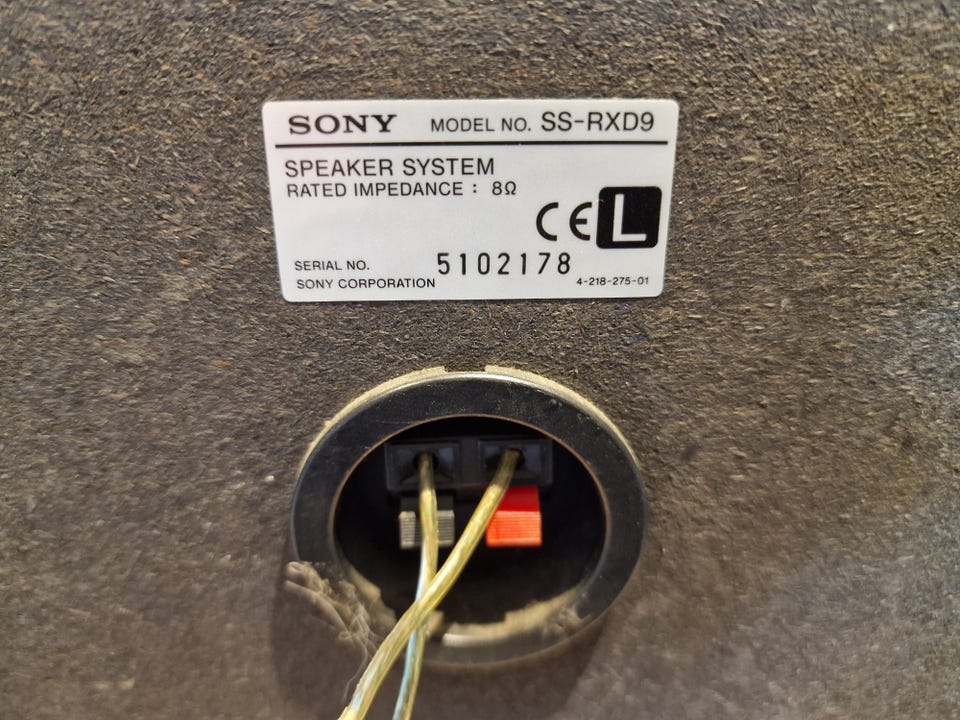 SONY MODEL NO. SS-RXD9
SPEAKER SYSTEM
RATED IMPEDANCE : 8Ω
CE L
SERIAL NO. 5102178
SONY CORPORATION 4-218-275-01